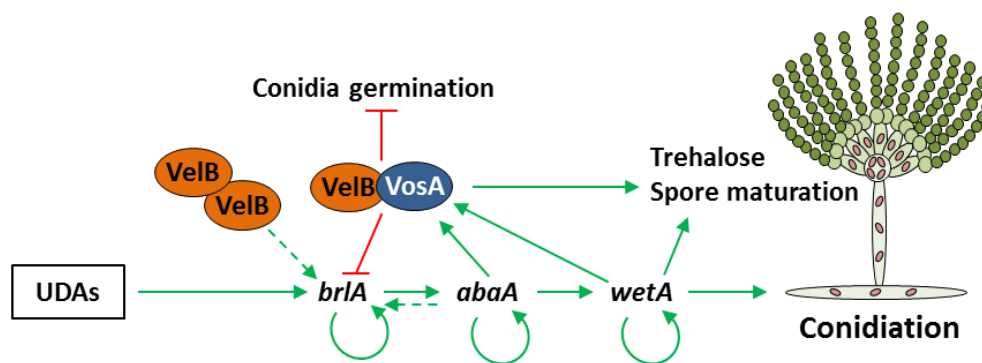 Conidia germination
VelB
VelB
VelB
VosA
Trehalose
Spore maturation
UDAs
brlA
abaA
wetA
Conidiation